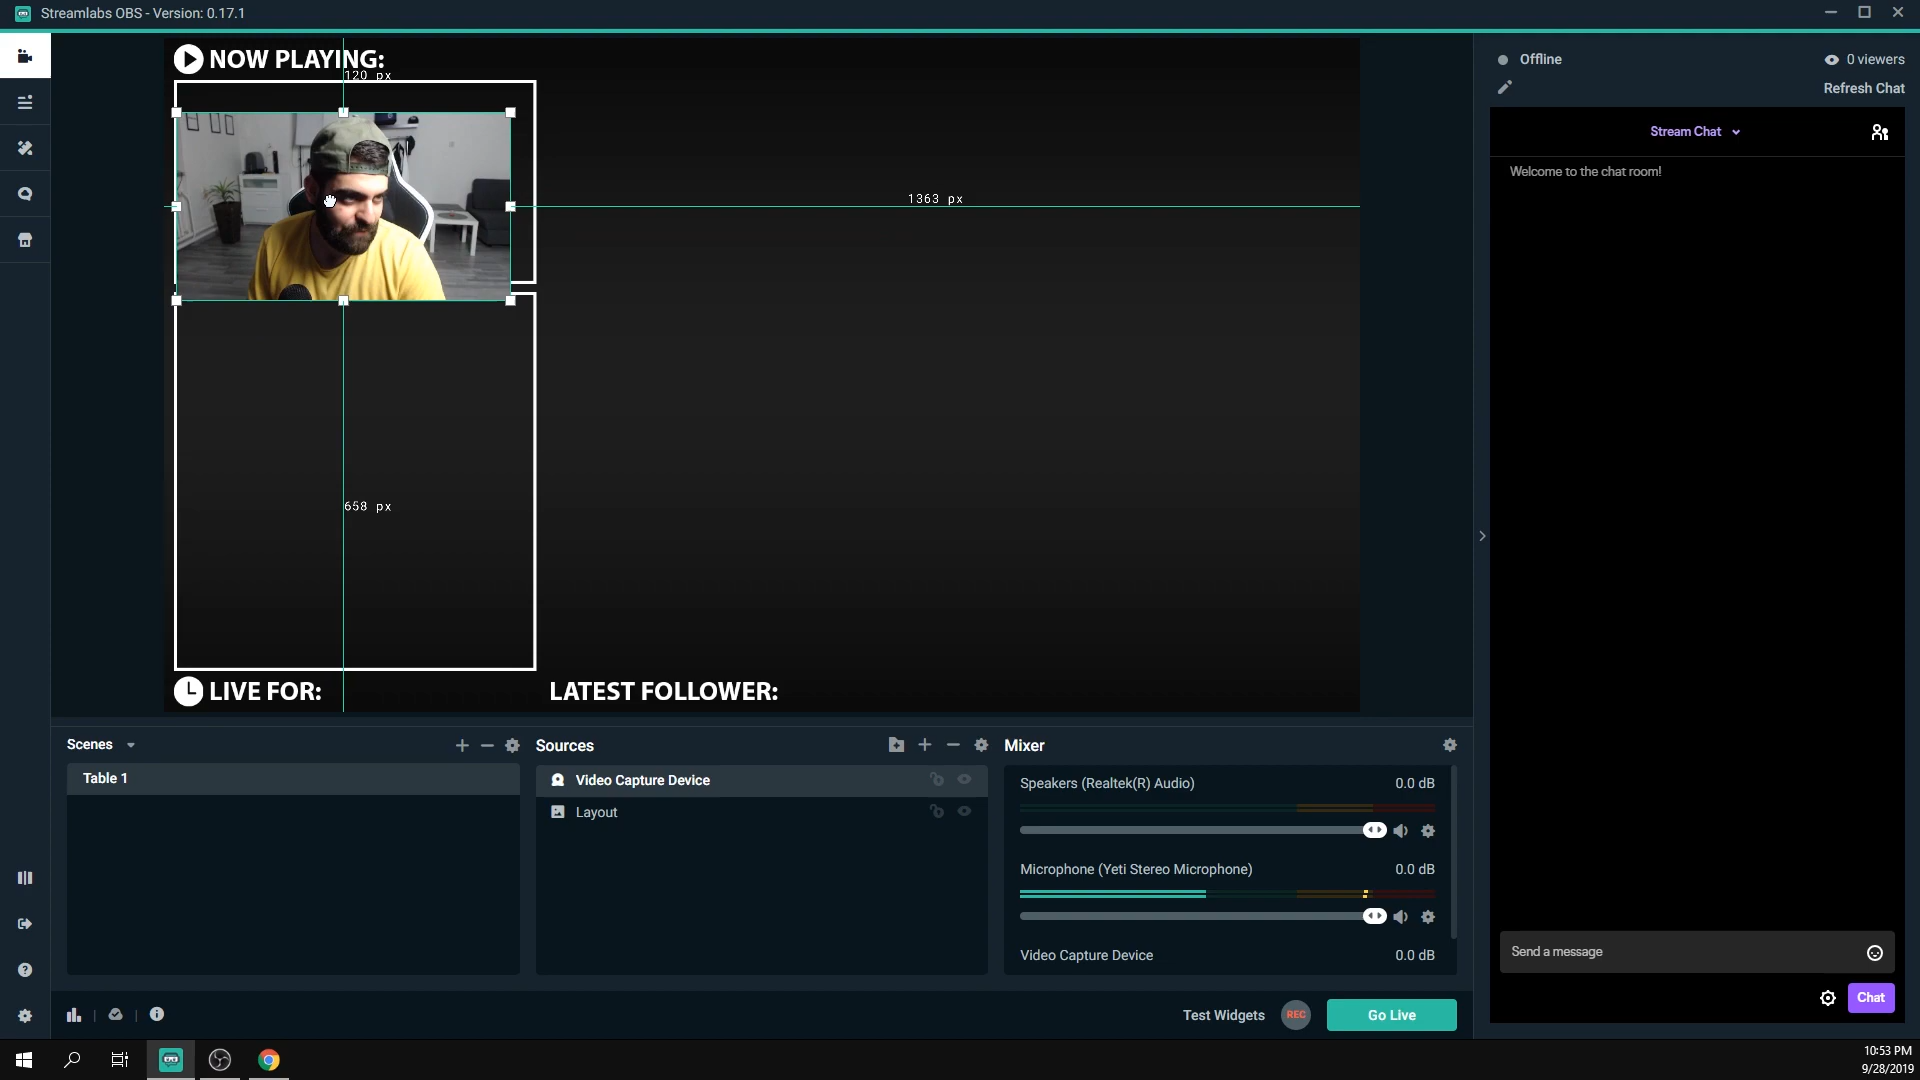 Streamlabs OBS - Version: 0.17.1
NOW PLAYING:
120 px
1363 px
658 px
LIVE FOR:
LATEST FOLLOWER:
Offline
0 viewers
Refresh Chat
Stream Chat
Welcome to the chat room!
Send a message
Chat
Scenes
Table 1
Sources
Video Capture Device
Layout
Mixer
Speakers (Realtek(R) Audio) 0.0 dB
Microphone (Yeti Stereo Microphone) 0.0 dB
Video Capture Device 0.0 dB
Test Widgets
REC
Go Live
10:53 PM
9/28/2019